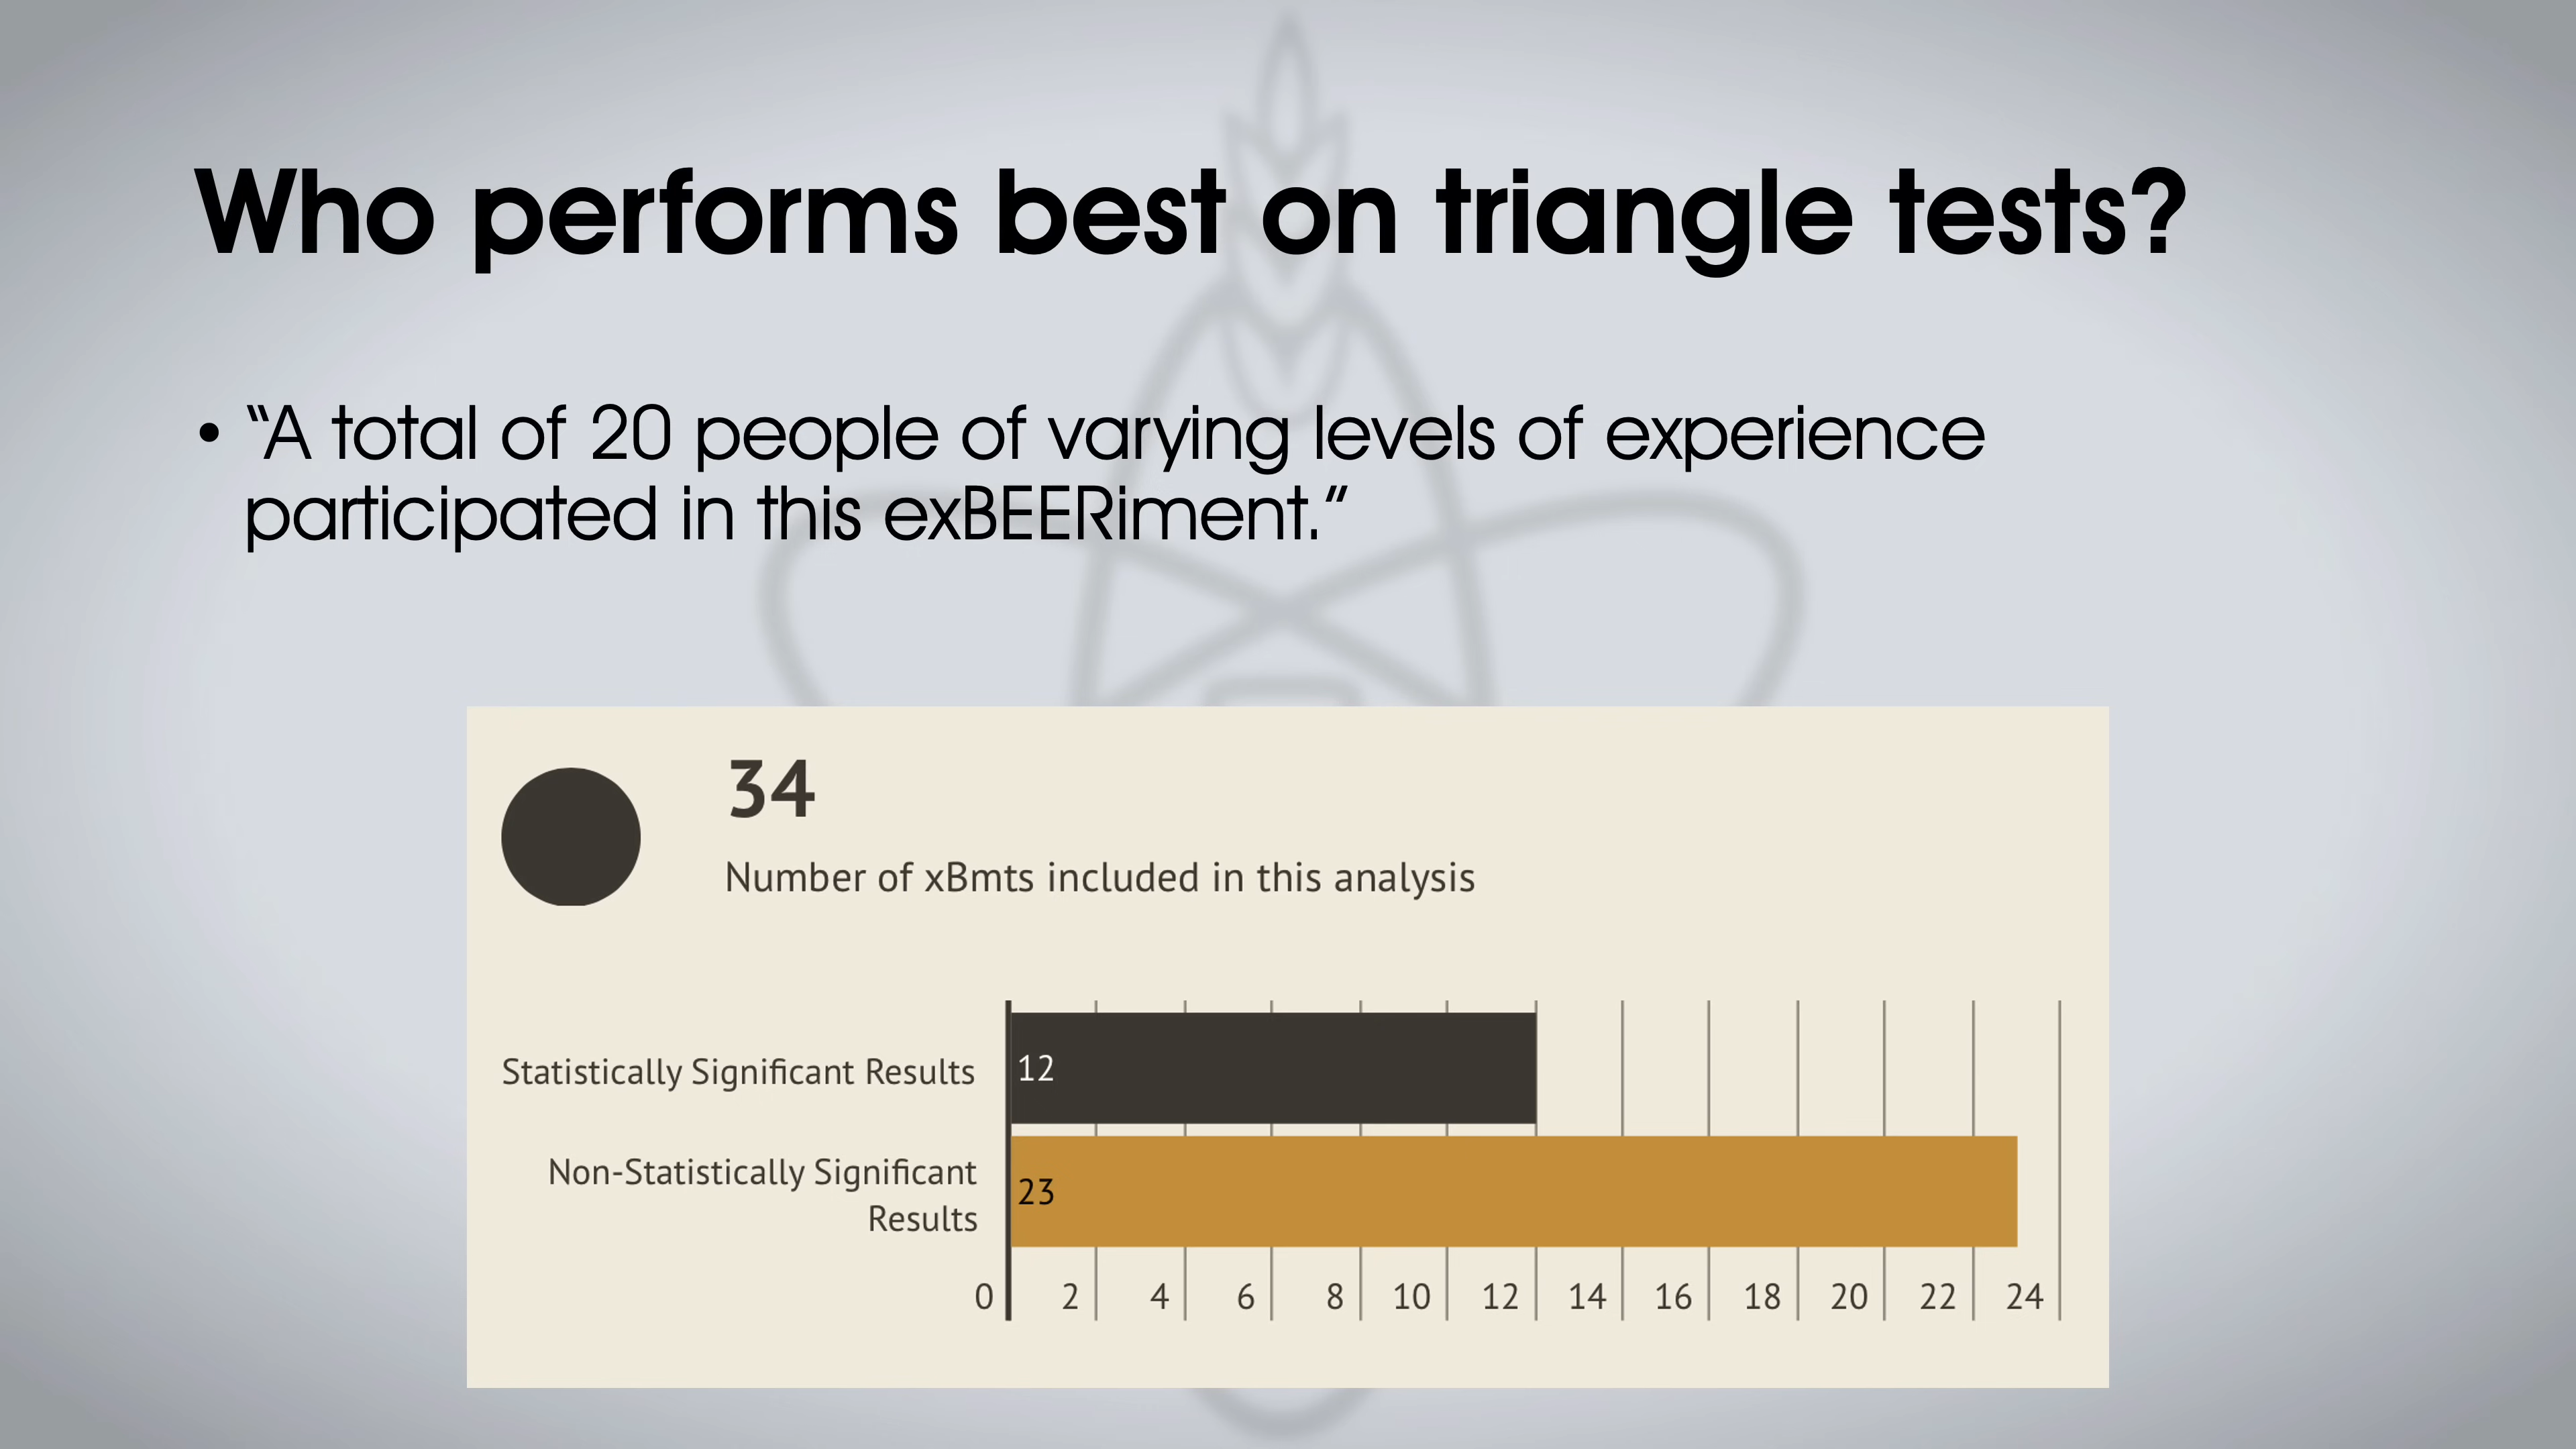 Who performs best on triangle tests?
• “A total of 20 people of varying levels of experience
participated in this exBEERiment.“
34
Number of xBmts included in this analysis
Statistically Significant Results
12
Non-Statistically Significant
Results
23
0 2 4 6 8 10 12 14 16 18 20 22 24